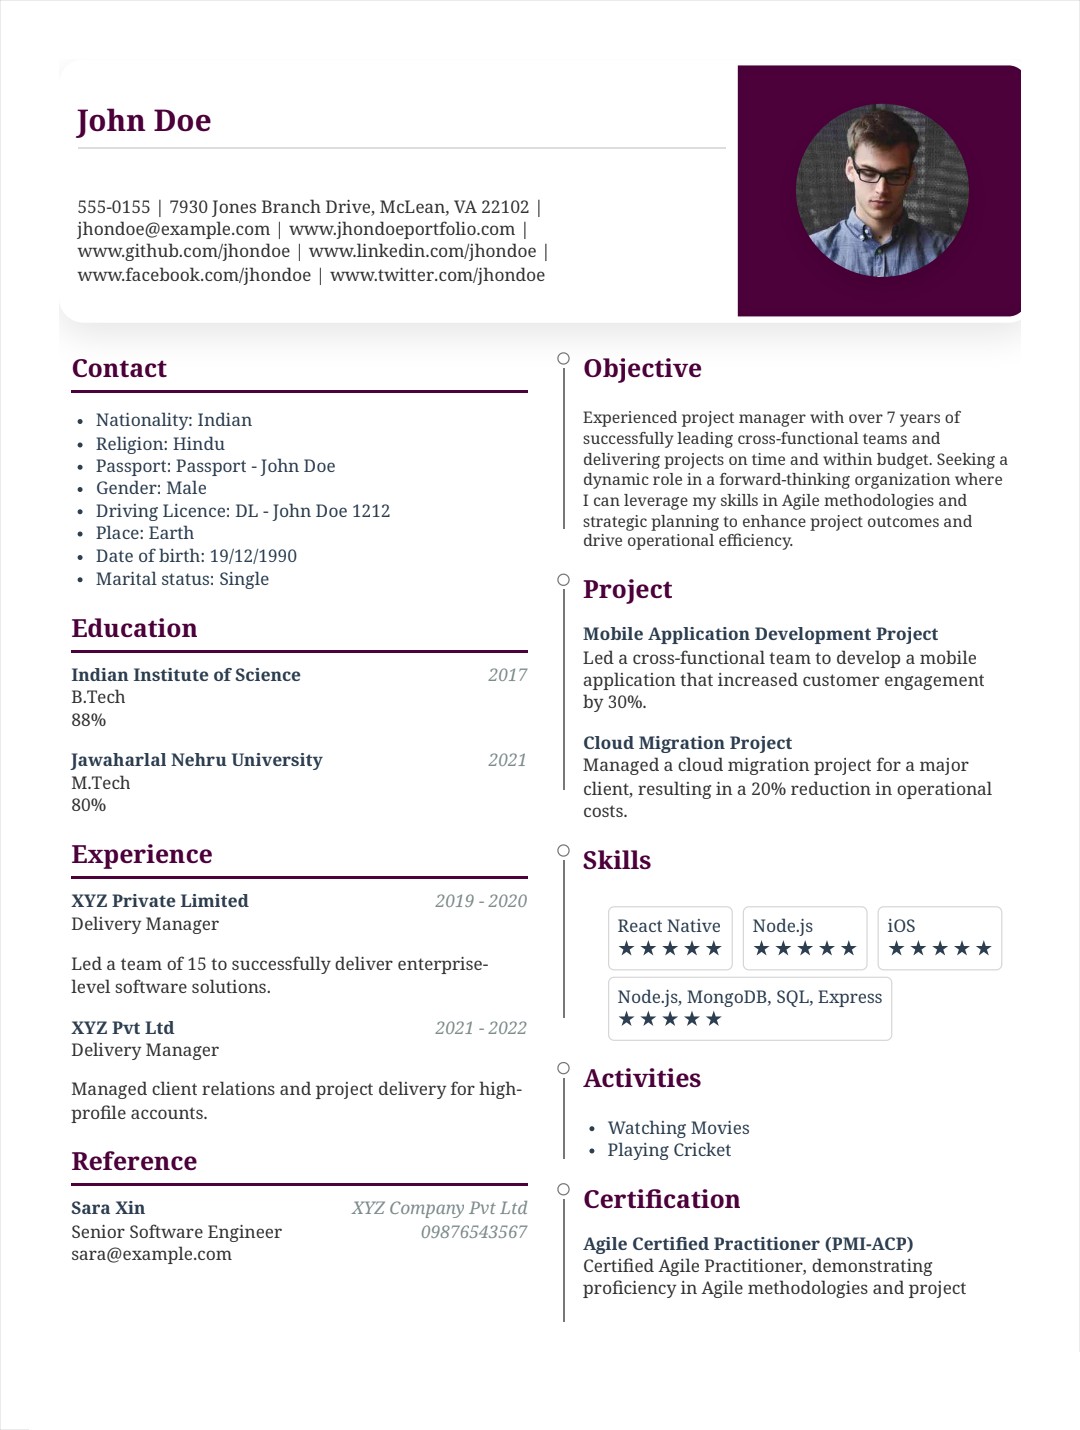 John Doe
555-0155 | 7930 Jones Branch Drive, McLean, VA 22102 |
jhondoe@example.com | www.jhondoeportfolio.com |
www.github.com/jhondoe | www.linkedin.com/jhondoe |
www.facebook.com/jhondoe | www.twitter.com/jhondoe
Contact
• Nationality: Indian
• Religion: Hindu
• Passport: Passport - John Doe
• Gender: Male
• Driving Licence: DL - John Doe 1212
• Place: Earth
• Date of birth: 19/12/1990
• Marital status: Single
Education
Indian Institute of Science 2017
B.Tech
88%
Jawaharlal Nehru University 2021
M.Tech
80%
Experience
XYZ Private Limited 2019 - 2020
Delivery Manager
Led a team of 15 to successfully deliver enterprise-
level software solutions.
XYZ Pvt Ltd 2021 - 2022
Delivery Manager
Managed client relations and project delivery for high-
profile accounts.
Reference
Sara Xin XYZ Company Pvt Ltd
Senior Software Engineer 09876543567
sara@example.com
Objective
Experienced project manager with over 7 years of
successfully leading cross-functional teams and
delivering projects on time and within budget. Seeking a
dynamic role in a forward-thinking organization where
I can leverage my skills in Agile methodologies and
strategic planning to enhance project outcomes and
drive operational efficiency.
Project
Mobile Application Development Project
Led a cross-functional team to develop a mobile
application that increased customer engagement
by 30%.
Cloud Migration Project
Managed a cloud migration project for a major
client, resulting in a 20% reduction in operational
costs.
Skills
React Native Node.js iOS
★★★★★ ★★★★★ ★★★★★
Node.js, MongoDB, SQL, Express
★★★★★
Activities
• Watching Movies
• Playing Cricket
Certification
Agile Certified Practitioner (PMI-ACP)
Certified Agile Practitioner, demonstrating
proficiency in Agile methodologies and project